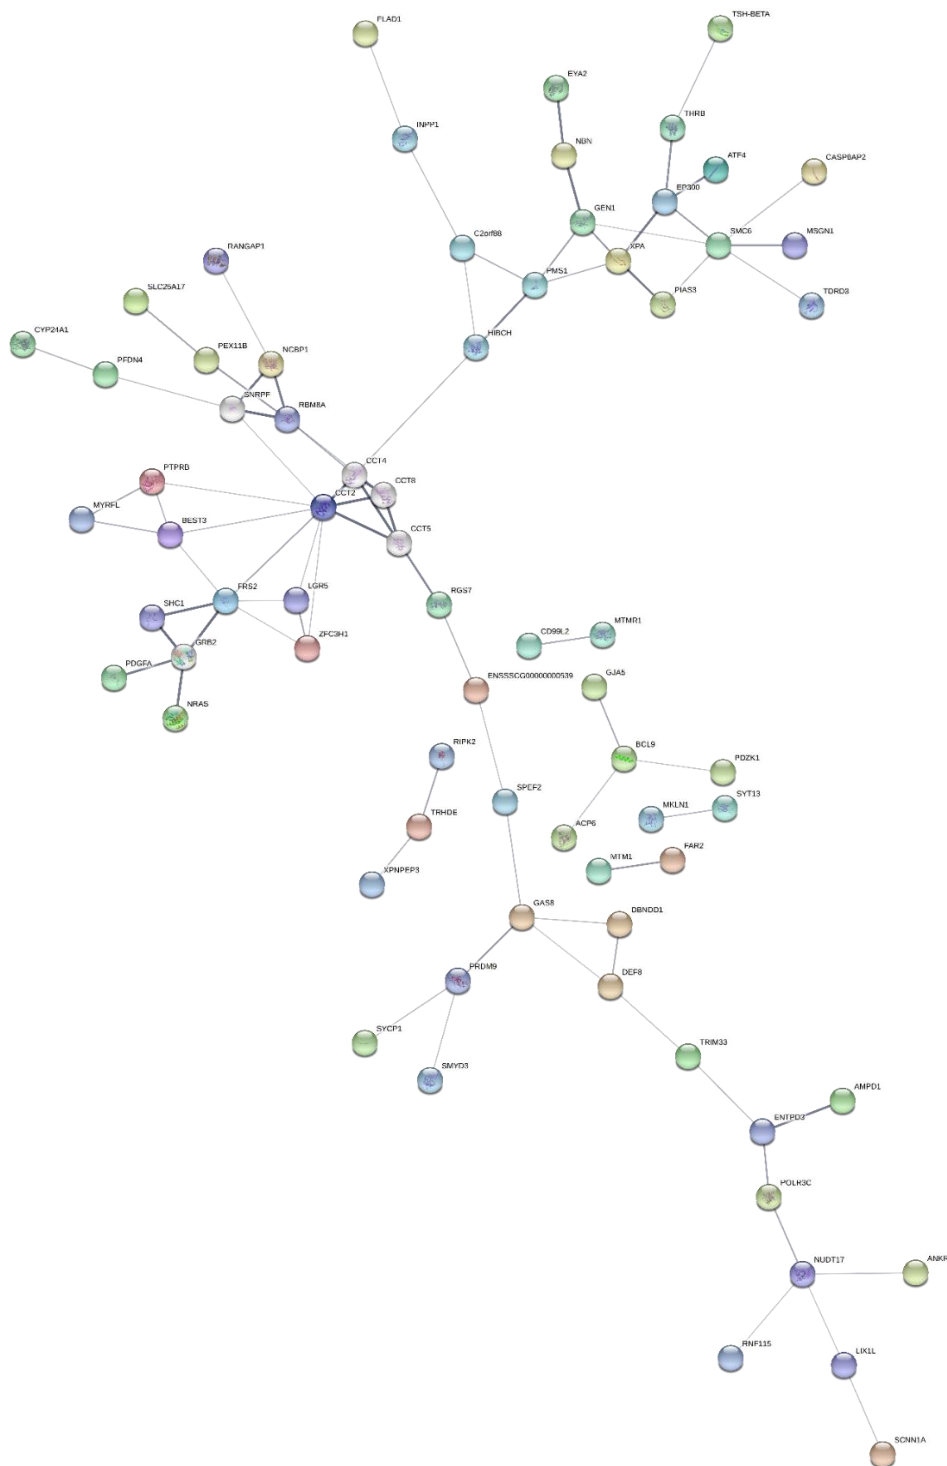 FLAD1
TSH-BETA
EYA2
THRB
INPP1
NBN
ATF4
CASP8AP2
EP300
GEN1
C2orf88
SMC6
MSGN1
RANGAP1
XPA
PMS1
SLC25A17
PIAS3
TDRD3
CYP24A1
HIBCH
PEX11B
NCBP1
PFDN4
SNRPF
RBM8A
CCT4
PTPRB
CCT8
CCT2
MYRFL
BEST3
CCT5
FRS2
LGR5
RGS7
SHC1
ZFC3H1
CD99L2
MTMR1
GRB2
PDGFA
ENSSSCG00000000539
GJA5
NRAS
RIPK2
BCL9
PDZK1
SPEF2
MKLN1
SYT13
TRHDE
ACP6
MTM1
FAR2
XPNPEP3
GAS8
DBNDD1
PRDM9
DEF8
SYCP1
TRIM33
SMYD3
AMPD1
ENTPD3
POLR3C
NUDT17
ANKR
RNF115
LIX1L
SCNN1A